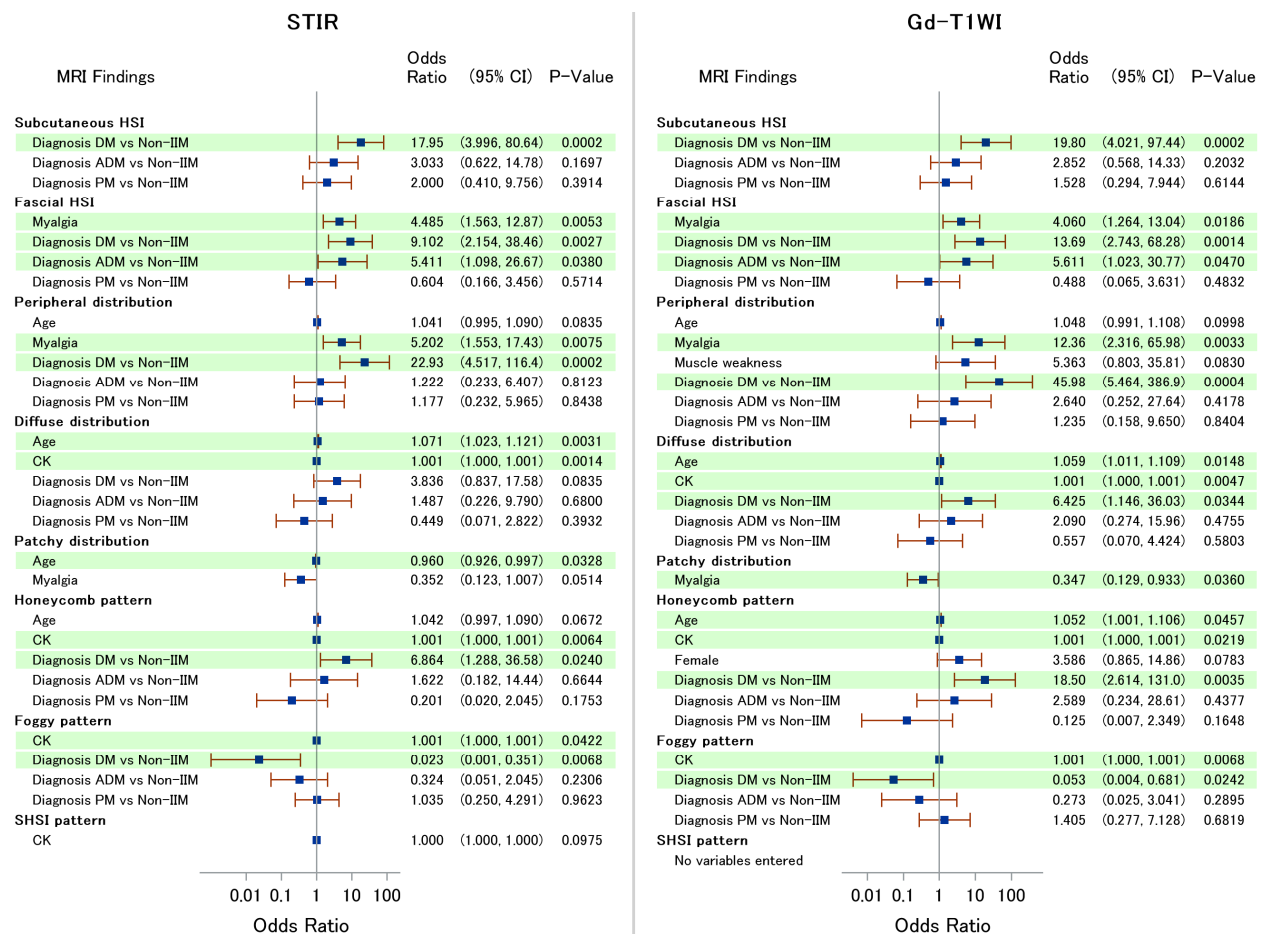 STIR
MRI Findings Odds Ratio (95% CI) P-Value
Subcutaneous HSI
Diagnosis DM vs Non-IIM 17.95 (3.996, 80.64) 0.0002
Diagnosis ADM vs Non-IIM 3.033 (0.622, 14.78) 0.1697
Diagnosis PM vs Non-IIM 2.000 (0.410, 9.756) 0.3914
Fascial HSI
Myalgia 4.485 (1.563, 12.87) 0.0053
Diagnosis DM vs Non-IIM 9.102 (2.154, 38.46) 0.0027
Diagnosis ADM vs Non-IIM 5.411 (1.098, 26.67) 0.0380
Diagnosis PM vs Non-IIM 0.604 (0.166, 3.456) 0.5714
Peripheral distribution
Age 1.041 (0.995, 1.090) 0.0835
Myalgia 5.202 (1.553, 17.43) 0.0075
Diagnosis DM vs Non-IIM 22.93 (4.517, 116.4) 0.0002
Diagnosis ADM vs Non-IIM 1.222 (0.233, 6.407) 0.8123
Diagnosis PM vs Non-IIM 1.177 (0.232, 5.965) 0.8438
Diffuse distribution
Age 1.071 (1.023, 1.121) 0.0031
CK 1.001 (1.000, 1.001) 0.0014
Diagnosis DM vs Non-IIM 3.836 (0.837, 17.58) 0.0835
Diagnosis ADM vs Non-IIM 1.487 (0.226, 9.790) 0.6800
Diagnosis PM vs Non-IIM 0.449 (0.071, 2.822) 0.3932
Patchy distribution
Age 0.960 (0.926, 0.997) 0.0328
Myalgia 0.352 (0.123, 1.007) 0.0514
Honeycomb pattern
Age 1.042 (0.997, 1.090) 0.0672
CK 1.001 (1.000, 1.001) 0.0064
Diagnosis DM vs Non-IIM 6.864 (1.288, 36.58) 0.0240
Diagnosis ADM vs Non-IIM 1.622 (0.182, 14.44) 0.6644
Diagnosis PM vs Non-IIM 0.201 (0.020, 2.045) 0.1753
Foggy pattern
CK 1.001 (1.000, 1.001) 0.0422
Diagnosis DM vs Non-IIM 0.023 (0.001, 0.351) 0.0068
Diagnosis ADM vs Non-IIM 0.324 (0.051, 2.045) 0.2306
Diagnosis PM vs Non-IIM 1.035 (0.250, 4.291) 0.9623
SHSI pattern
CK 1.000 (1.000, 1.000) 0.0975
0.01 0.1 1 10 100
Odds Ratio
Gd-T1WI
MRI Findings Odds Ratio (95% CI) P-Value
Subcutaneous HSI
Diagnosis DM vs Non-IIM 19.80 (4.021, 97.44) 0.0002
Diagnosis ADM vs Non-IIM 2.852 (0.568, 14.33) 0.2032
Diagnosis PM vs Non-IIM 1.528 (0.294, 7.944) 0.6144
Fascial HSI
Myalgia 4.060 (1.264, 13.04) 0.0186
Diagnosis DM vs Non-IIM 13.69 (2.743, 68.28) 0.0014
Diagnosis ADM vs Non-IIM 5.611 (1.023, 30.77) 0.0470
Diagnosis PM vs Non-IIM 0.488 (0.065, 3.631) 0.4832
Peripheral distribution
Age 1.048 (0.991, 1.108) 0.0998
Myalgia 12.36 (2.316, 65.98) 0.0033
Muscle weakness 5.363 (0.803, 35.81) 0.0830
Diagnosis DM vs Non-IIM 45.98 (5.464, 386.9) 0.0004
Diagnosis ADM vs Non-IIM 2.640 (0.252, 27.64) 0.4178
Diagnosis PM vs Non-IIM 1.235 (0.158, 9.650) 0.8404
Diffuse distribution
Age 1.059 (1.011, 1.109) 0.0148
CK 1.001 (1.000, 1.001) 0.0047
Diagnosis DM vs Non-IIM 6.425 (1.146, 36.03) 0.0344
Diagnosis ADM vs Non-IIM 2.090 (0.274, 15.96) 0.4755
Diagnosis PM vs Non-IIM 0.557 (0.070, 4.424) 0.5803
Patchy distribution
Myalgia 0.347 (0.129, 0.933) 0.0360
Honeycomb pattern
Age 1.052 (1.001, 1.106) 0.0457
CK 1.001 (1.000, 1.001) 0.0219
Female 3.586 (0.865, 14.86) 0.0783
Diagnosis DM vs Non-IIM 18.50 (2.614, 131.0) 0.0035
Diagnosis ADM vs Non-IIM 2.589 (0.234, 28.61) 0.4377
Diagnosis PM vs Non-IIM 0.125 (0.007, 2.349) 0.1648
Foggy pattern
CK 1.001 (1.000, 1.001) 0.0068
Diagnosis DM vs Non-IIM 0.053 (0.004, 0.681) 0.0242
Diagnosis ADM vs Non-IIM 0.273 (0.025, 3.041) 0.2895
Diagnosis PM vs Non-IIM 1.405 (0.277, 7.128) 0.6819
SHSI pattern
No variables entered
0.01 0.1 1 10 100
Odds Ratio